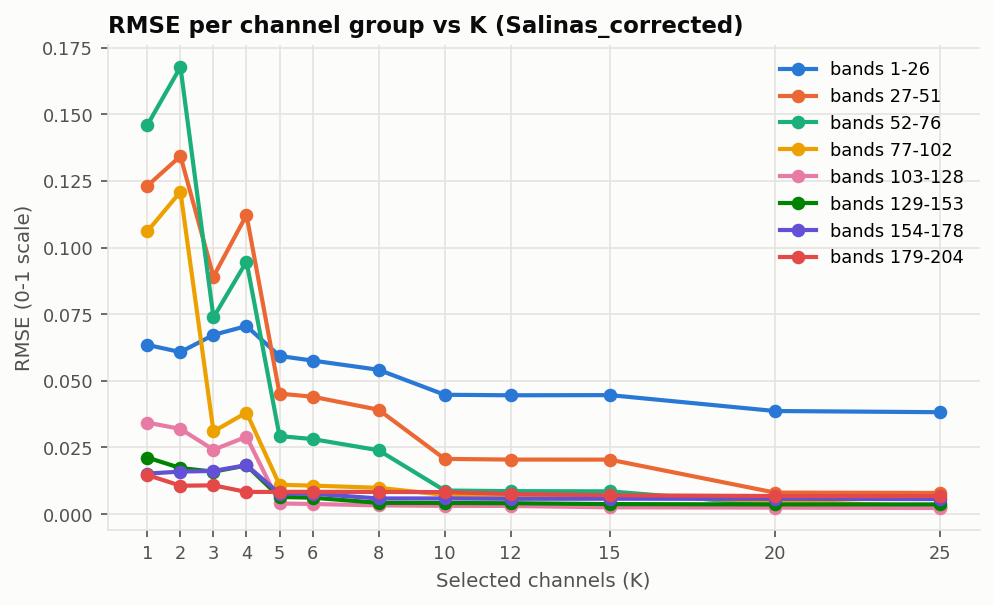 RMSE per channel group vs K (Salinas_corrected)
RMSE (0-1 scale)
0.175
0.150
0.125
0.100
0.075
0.050
0.025
0.000
bands 1-26
bands 27-51
bands 52-76
bands 77-102
bands 103-128
bands 129-153
bands 154-178
bands 179-204
1 2 3 4 5 6 8 10 12 15 20 25
Selected channels (K)